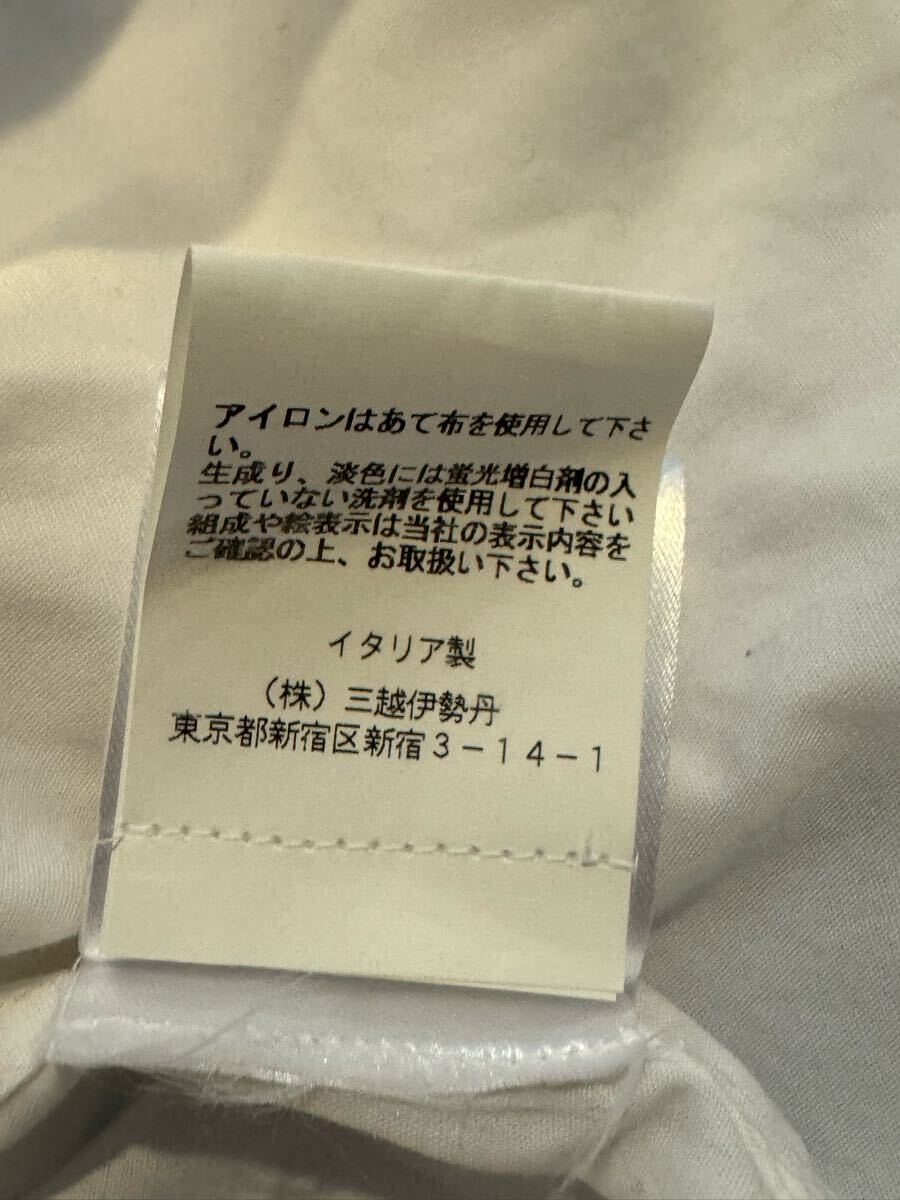 アイロンはあて布を使用して下さ
い。
生成り、淡色には蛍光増白剤の入
っていない洗剤を使用して下さい
組成や絵表示は当社の表示内容を
ご確認の上、お取扱い下さい。
イタリア製
（株）三越伊勢丹
東京都新宿区新宿３－１４－１